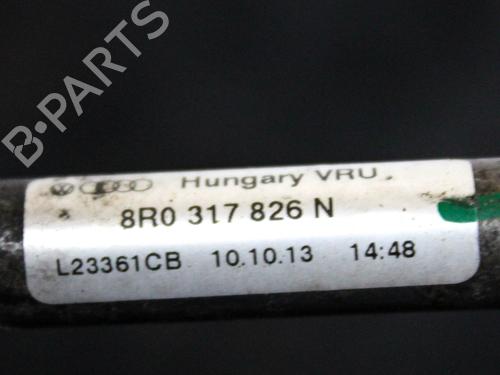 B-PARTS
Hungary VRU
8R0 317 826 N
L23361CB 10.10.13 14:48